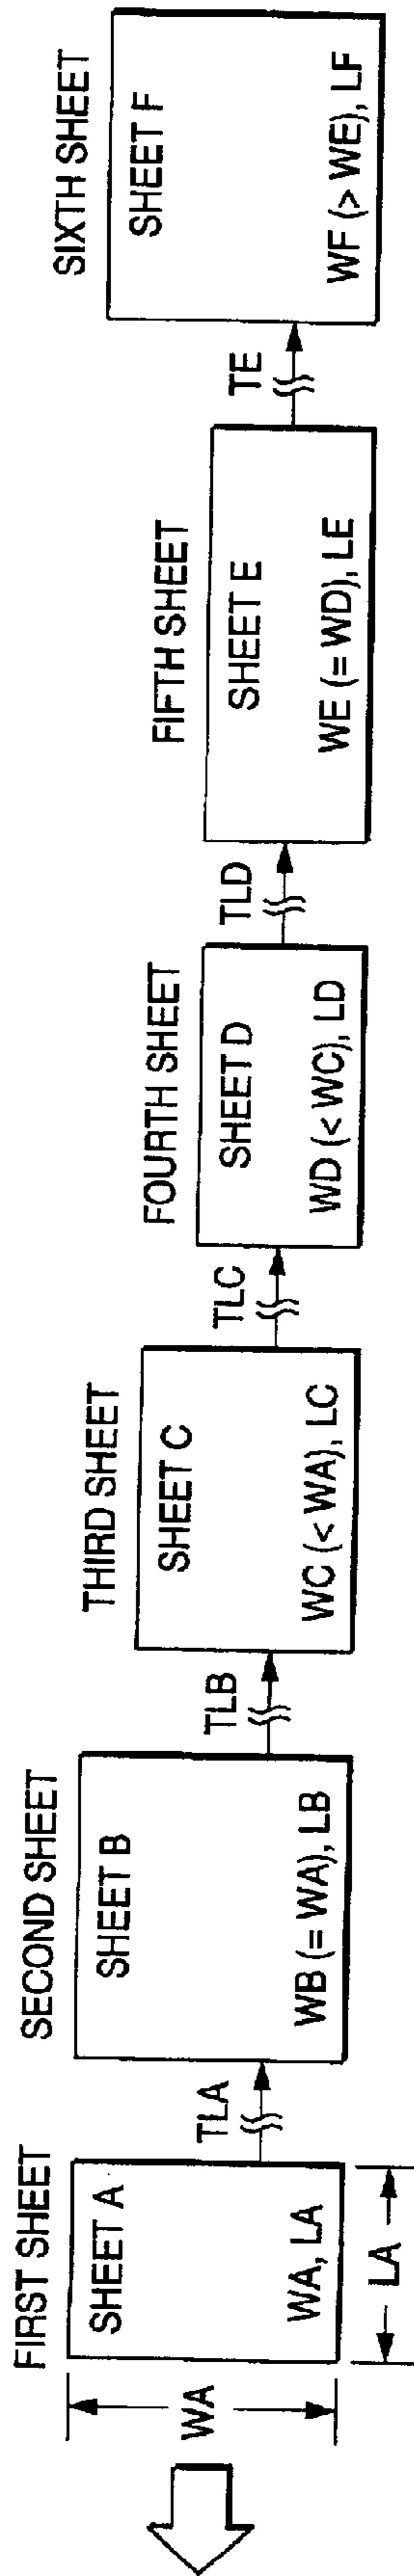 FIRST SHEET
SHEET A
WA, LA
WA
LA
TLA
SECOND SHEET
SHEET B
WB (= WA), LB
TLB
THIRD SHEET
SHEET C
WC (< WA), LC
TLC
FOURTH SHEET
SHEET D
WD (< WC), LD
TLD
FIFTH SHEET
SHEET E
WE (= WD), LE
TE
SIXTH SHEET
SHEET F
WF (> WE), LF